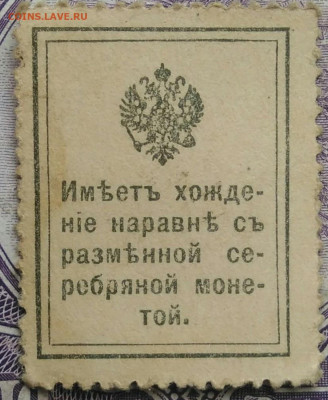 COINS.LAVE.RU
Имѣетъ хожде-
ніе наравнѣ съ
размѣнной се-
ребряной моне-
той.